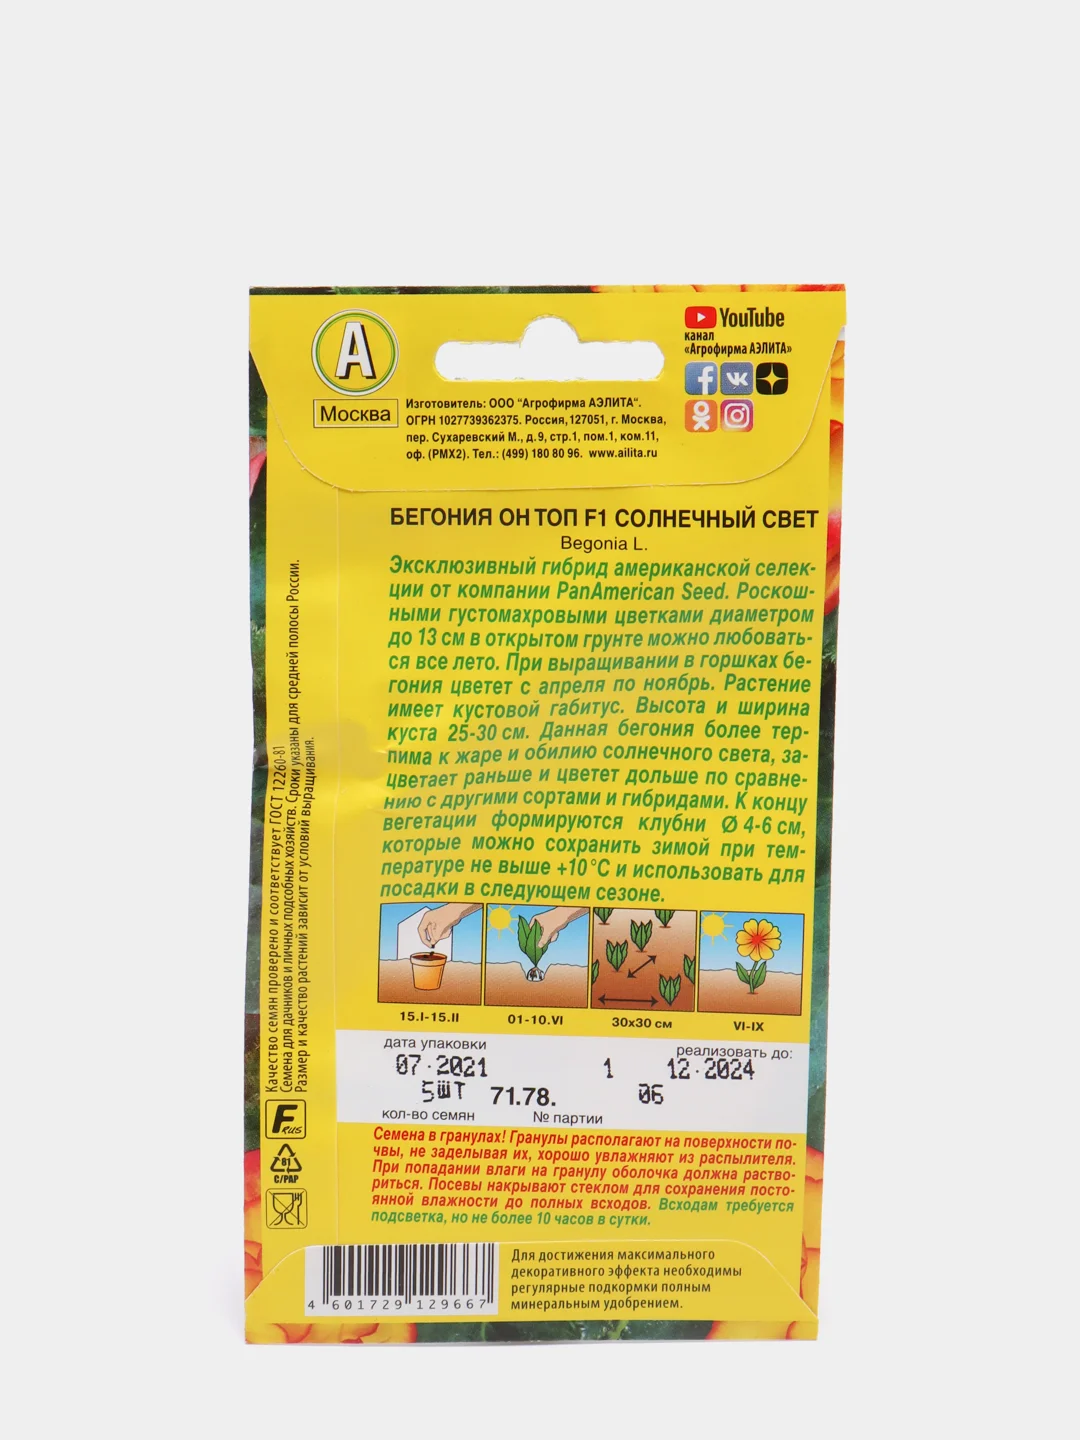 А
Москва
YouTube
канал
«Агрофирма АЭЛИТА»
Изготовитель: ООО "Агрофирма АЭЛИТА".
ОГРН 1027739362375. Россия,127051, г. Москва,
пер. Сухаревский М., д.9, стр.1, пом.1, ком.11,
оф. (РМХ2). Тел.: (499) 180 80 96. www.ailita.ru
БЕГОНИЯ ОН ТОП F1 СОЛНЕЧНЫЙ СВЕТ
Begonia L.
Эксклюзивный гибрид американской селек-
ции от компании PanAmerican Seed. Роскош-
ными густомахровыми цветками диаметром
до 13 см в открытом грунте можно любовать-
ся все лето. При выращивании в горшках бе-
гония цветет с апреля по ноябрь. Растение
имеет кустовой габитус. Высота и ширина
куста 25-30 см. Данная бегония более тер-
пима к жаре и обилию солнечного света, за-
цветает раньше и цветет дольше по сравне-
нию с другими сортами и гибридами. К концу
вегетации формируются клубни Ø 4-6 см,
которые можно сохранить зимой при тем-
пературе не выше +10 °С и использовать для
посадки в следующем сезоне.
15.I-15.II
01-10.VI
30x30 см
VI-IX
дата упаковки
реализовать до:
07·2021 1 12·2024
5ШТ 71.78. 06
кол-во семян
№ партии
Семена в гранулах! Гранулы располагают на поверхности по-
чвы, не заделывая их, хорошо увлажняют из распылителя.
При попадании влаги на гранулу оболочка должна раство-
риться. Посевы накрывают стеклом для сохранения посто-
янной влажности до полных всходов. Всходам требуется
подсветка, но не более 10 часов в сутки.
Для достижения максимального
декоративного эффекта необходимы
регулярные подкормки полным
минеральным удобрением.
4 601729 129667
Качество семян проверено и соответствует ГОСТ 12260-81
Семена для дачников и личных подсобных хозяйств. Сроки указаны для средней полосы России.
Размер и качество растений зависит от условий выращивания.
F RUS
81
C/PAP